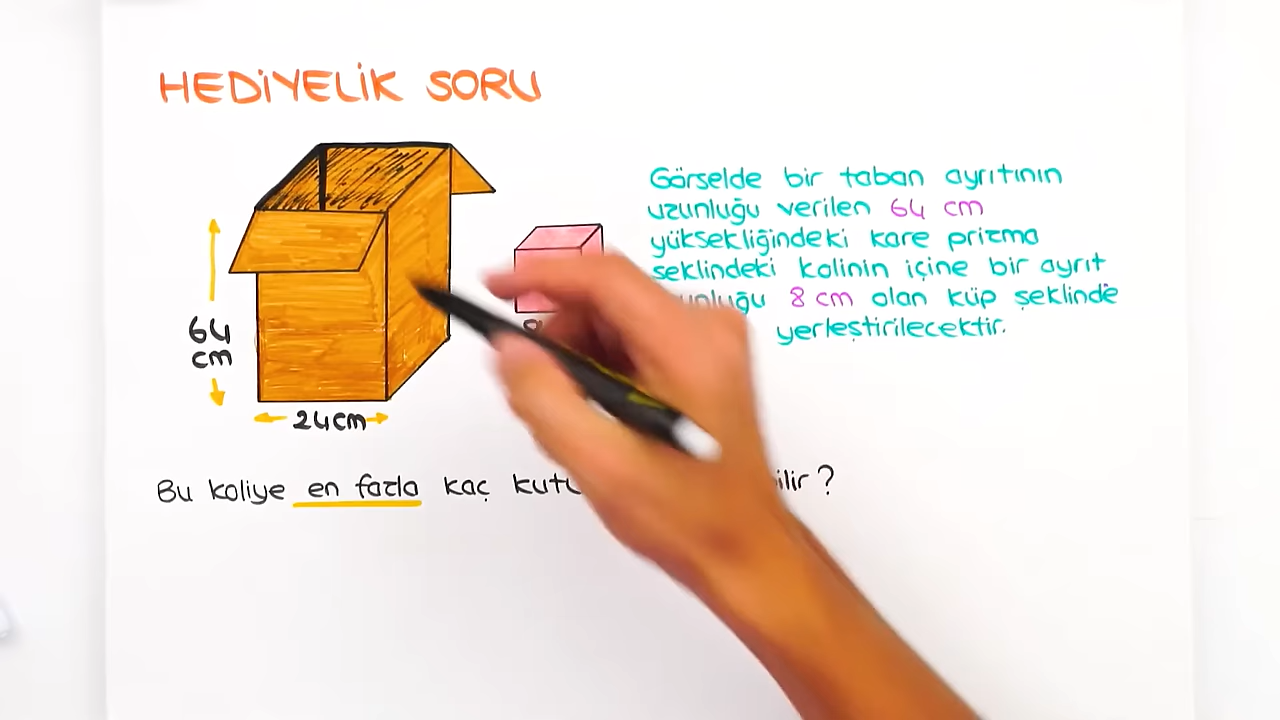 HEDİYELİK SORU
Görselde bir taban ayrıtının
uzunluğu verilen 64 cm
yüksekliğindeki kare prizma
şeklindeki kolinin içine bir ayrıt
8 cm olan küp şeklinde
yerleştirilecektir.
64
cm
24cm
Bu koliye en fazla kaç
?